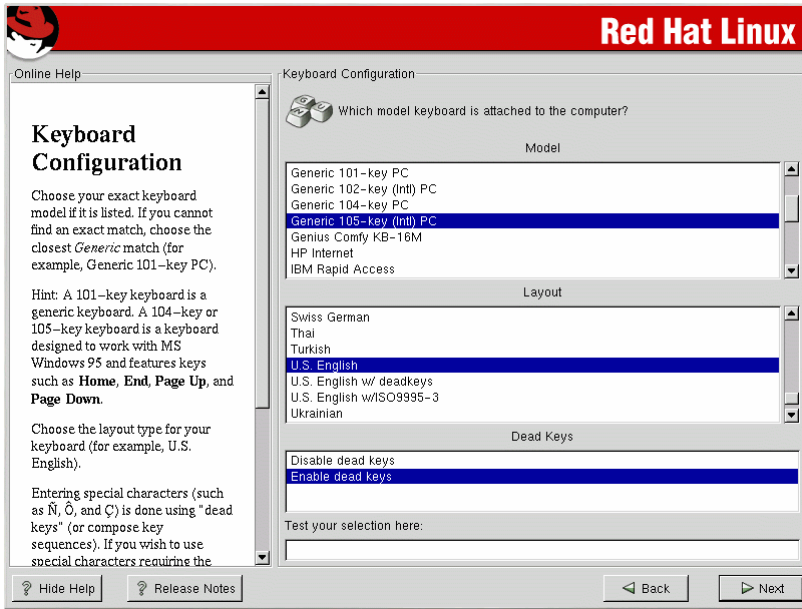 Red Hat Linux
Online Help
Keyboard
Configuration
Choose your exact keyboard
model if it is listed. If you cannot
find an exact match, choose the
closest Generic match (for
example, Generic 101-key PC).
Hint: A 101-key keyboard is a
generic keyboard. A 104-key or
105-key keyboard is a keyboard
designed to work with MS
Windows 95 and features keys
such as Home, End, Page Up, and
Page Down.
Choose the layout type for your
keyboard (for example, U.S.
English).
Entering special characters (such
as Ñ, Ô, and Ç) is done using "dead
keys" (or compose key
sequences). If you wish to use
special characters requiring the
Keyboard Configuration
Which model keyboard is attached to the computer?
Model
Generic 101-key PC
Generic 102-key (Intl) PC
Generic 104-key PC
Generic 105-key (Intl) PC
Genius Comfy KB-16M
HP Internet
IBM Rapid Access
Layout
Swiss German
Thai
Turkish
U.S. English
U.S. English w/ deadkeys
U.S. English w/ISO9995-3
Ukrainian
Dead Keys
Disable dead keys
Enable dead keys
Test your selection here:
Hide Help
Release Notes
Back
Next